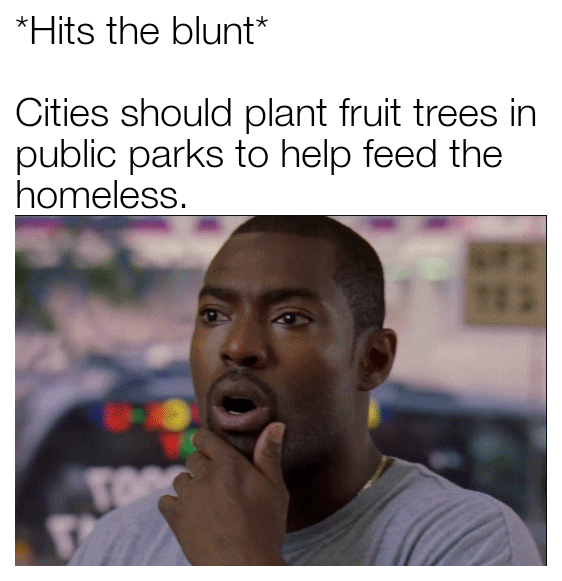 *Hits the blunt*
Cities should plant fruit trees in
public parks to help feed the
homeless.